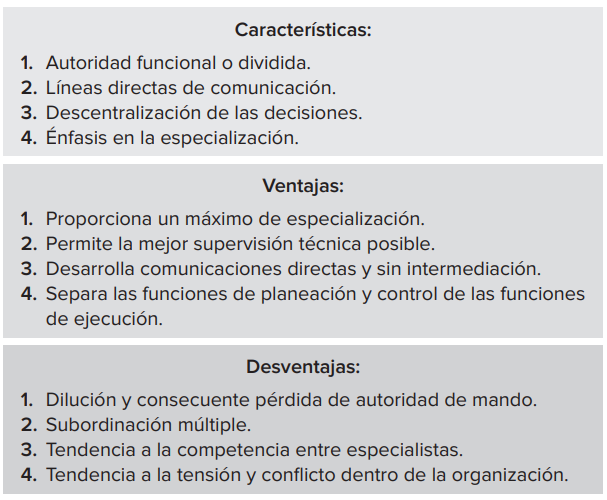 Características:
1. Autoridad funcional o dividida.
2. Líneas directas de comunicación.
3. Descentralización de las decisiones.
4. Énfasis en la especialización.
Ventajas:
1. Proporciona un máximo de especialización.
2. Permite la mejor supervisión técnica posible.
3. Desarrolla comunicaciones directas y sin intermediación.
4. Separa las funciones de planeación y control de las funciones
de ejecución.
Desventajas:
1. Dilución y consecuente pérdida de autoridad de mando.
2. Subordinación múltiple.
3. Tendencia a la competencia entre especialistas.
4. Tendencia a la tensión y conflicto dentro de la organización.